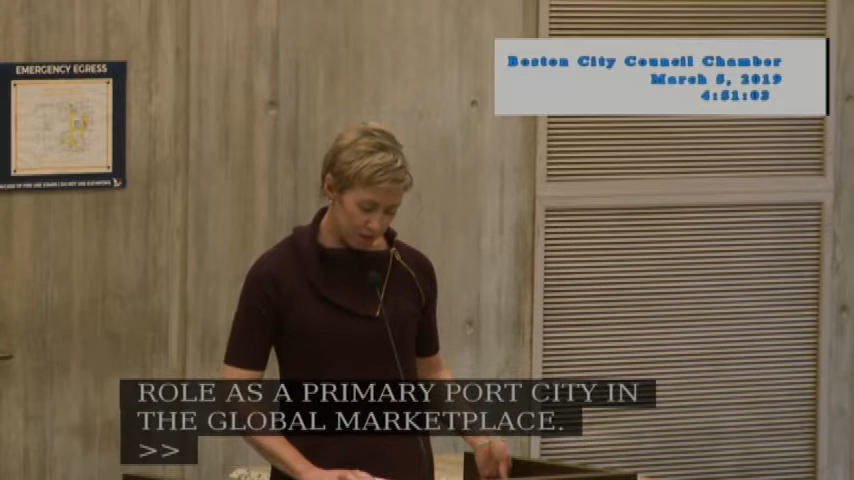 EMERGENCY EGRESS
Boston City Council Chamber
March 5, 2019
4:51:03
ROLE AS A PRIMARY PORT CITY IN
THE GLOBAL MARKETPLACE.
>>